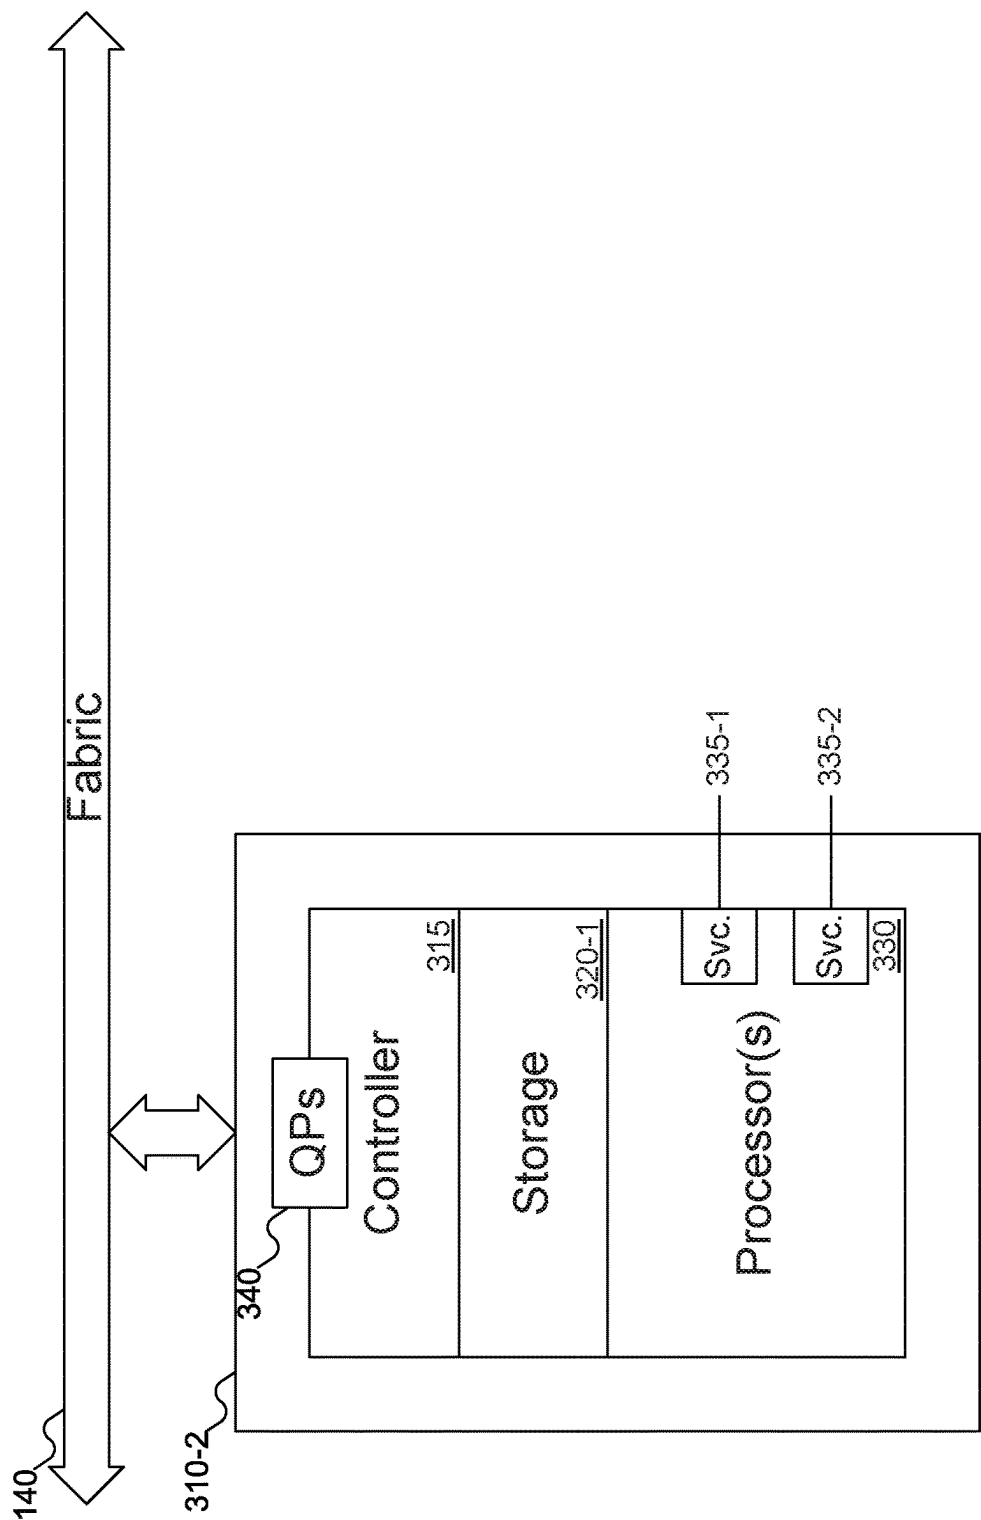 140
Fabric
310-2
340
QPs
Controller
315
Storage
320-1
Processor(s)
Svc.
335-1
Svc.
335-2
330